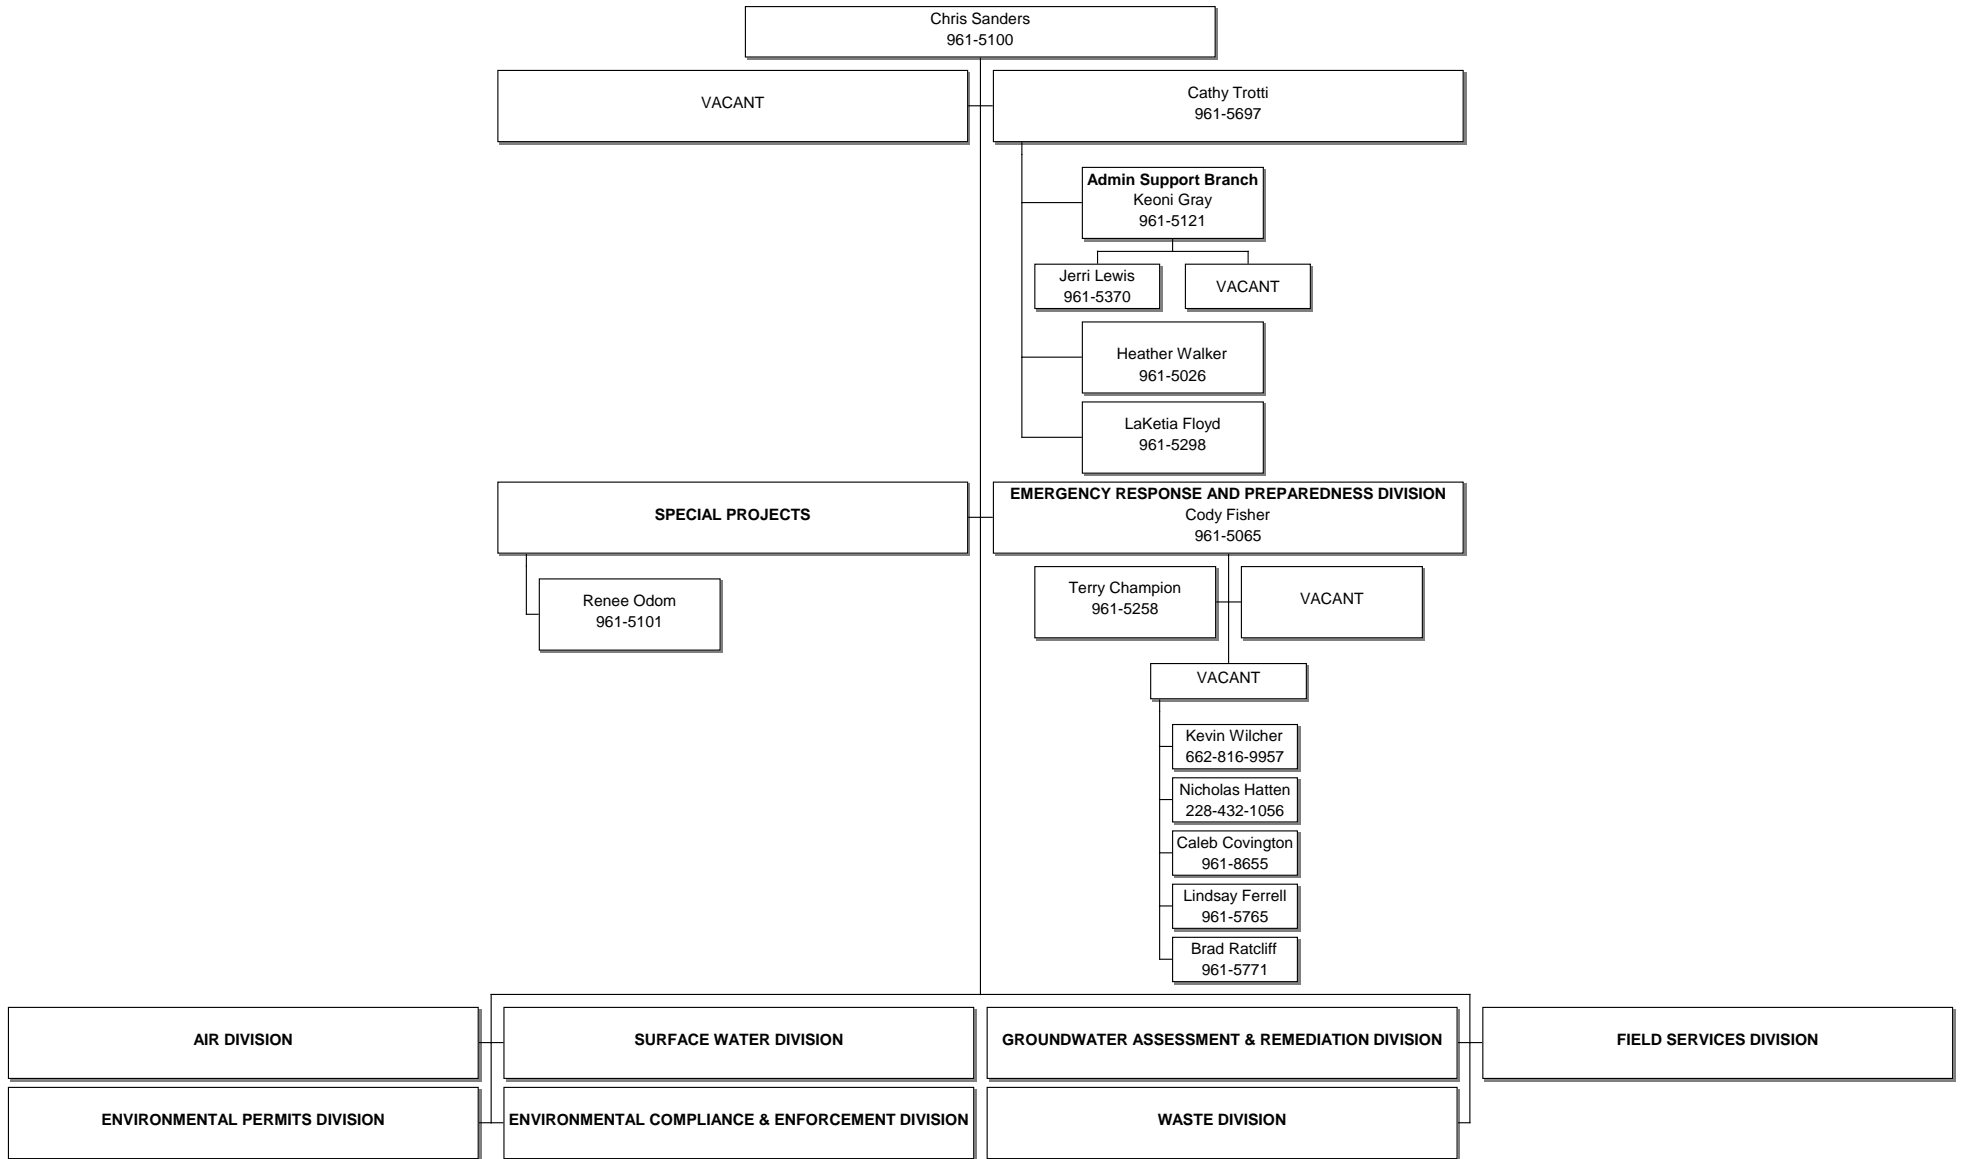 Chris Sanders
961-5100
VACANT
Cathy Trotti
961-5697
Admin Support Branch
Keoni Gray
961-5121
Jerri Lewis
961-5370
VACANT
Heather Walker
961-5026
LaKetia Floyd
961-5298
SPECIAL PROJECTS
EMERGENCY RESPONSE AND PREPAREDNESS DIVISION
Cody Fisher
961-5065
Renee Odom
961-5101
Terry Champion
961-5258
VACANT
VACANT
Kevin Wilcher
662-816-9957
Nicholas Hatten
228-432-1056
Caleb Covington
961-8655
Lindsay Ferrell
961-5765
Brad Ratcliff
961-5771
AIR DIVISION
SURFACE WATER DIVISION
GROUNDWATER ASSESSMENT & REMEDIATION DIVISION
FIELD SERVICES DIVISION
ENVIRONMENTAL PERMITS DIVISION
ENVIRONMENTAL COMPLIANCE & ENFORCEMENT DIVISION
WASTE DIVISION